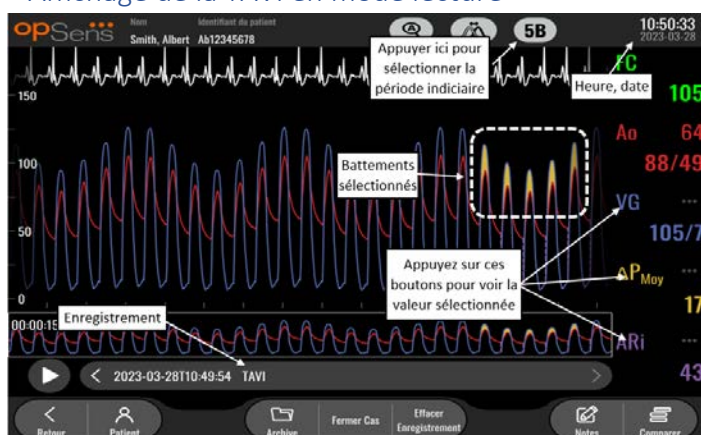 Affichage de la TAVI en mode lecture
opSens
Nom
Identifiant du patient
Smith, Albert Ab12345678
5B
10:50:33
2023-03-28
Appuyer ici pour
sélectionner la
période indiciaire
Heure, date
FC
105
150
Ao 64
88/49
100
Battements
sélectionnés
VG ---
105/7
50
Appuyez sur ces
boutons pour voir la
valeur sélectionnée
ΔPMoy ---
17
0
Enregistrement
00:00:15
ARi ---
43
2023-03-28T10:49:54 TAVI
Retour
Patient
Archive
Fermer Cas
Effacer
Enregistrement
Notes
Comparer